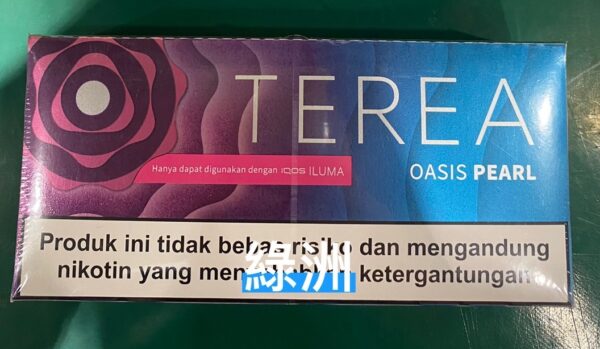 TEREA
Hanya dapat digunakan dengan IQOS ILUMA
OASIS PEARL
Produk ini tidak bebas risiko dan mengandung
nikotin yang ketergantungan
綠洲